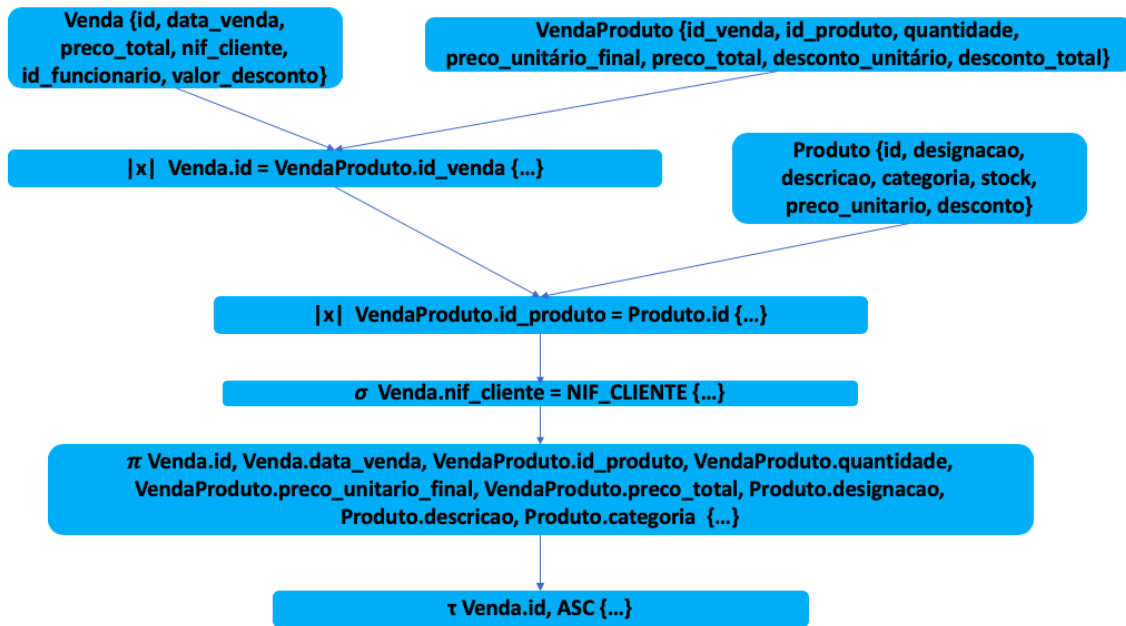 Venda {id, data_venda,
preco_total, nif_cliente,
id_funcionario, valor_desconto}
VendaProduto {id_venda, id_produto, quantidade,
preco_unitário_final, preco_total, desconto_unitário, desconto_total}
|x| Venda.id = VendaProduto.id_venda {…}
Produto {id, designacao,
descricao, categoria, stock,
preco_unitario, desconto}
|x| VendaProduto.id_produto = Produto.id {…}
σ Venda.nif_cliente = NIF_CLIENTE {…}
π Venda.id, Venda.data_venda, VendaProduto.id_produto, VendaProduto.quantidade,
VendaProduto.preco_unitario_final, VendaProduto.preco_total, Produto.designacao,
Produto.descricao, Produto.categoria {…}
τ Venda.id, ASC {…}